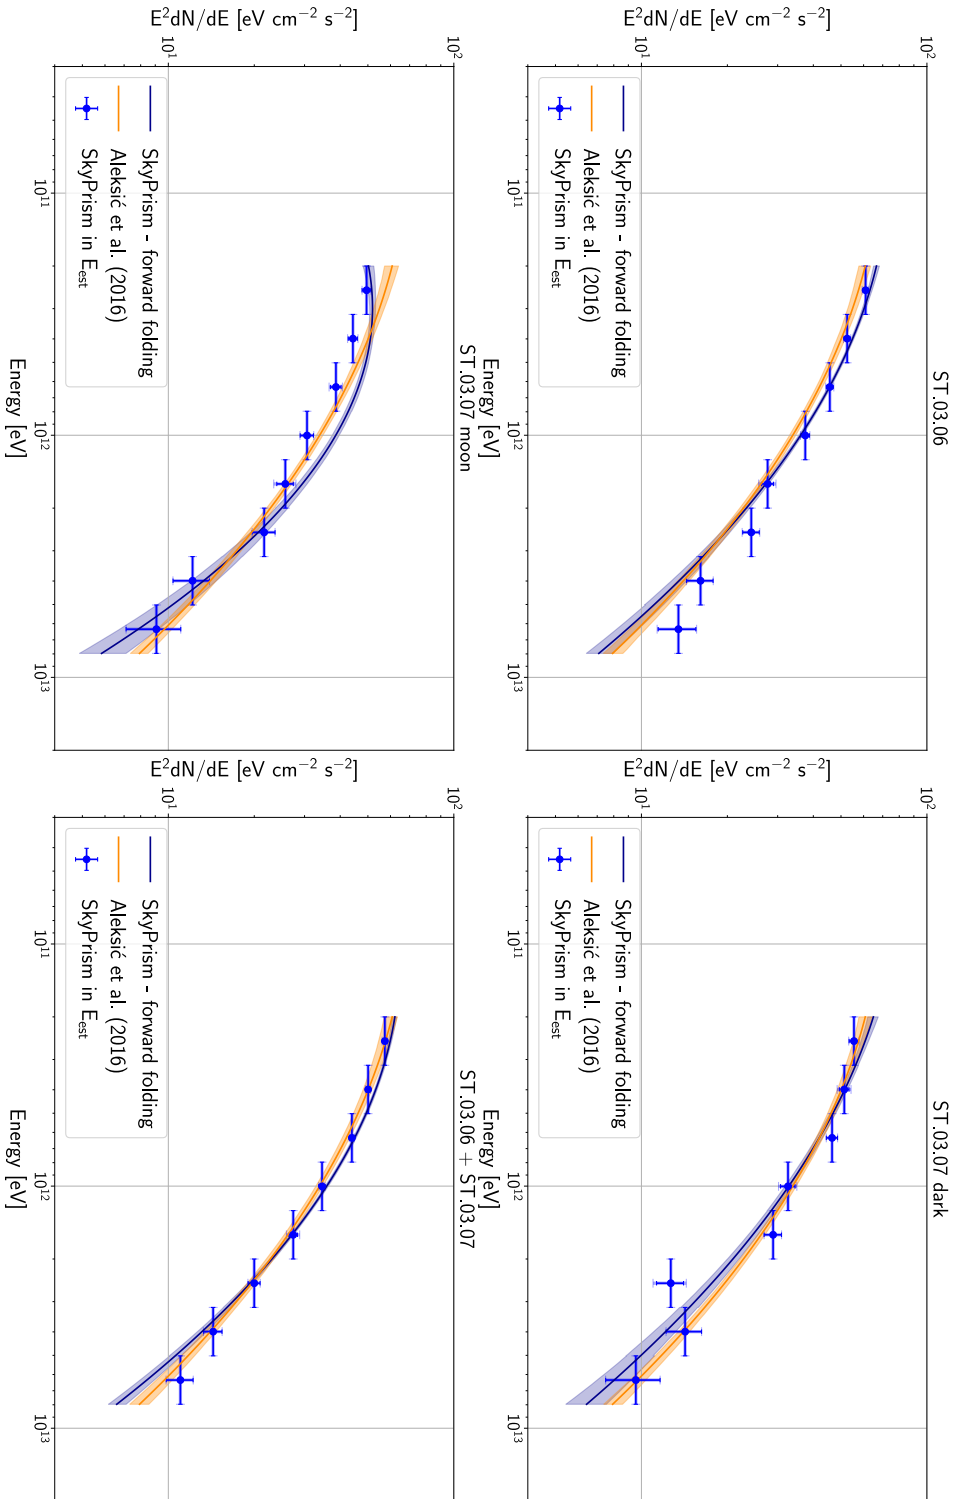 ST.03.06
E²dN/dE [eV cm⁻² s⁻²]
10²
10¹
SkyPrism - forward folding
Aleksić et al. (2016)
SkyPrism in E_est
10¹¹
10¹²
10¹³
Energy [eV]
ST.03.07 dark
E²dN/dE [eV cm⁻² s⁻²]
10²
10¹
SkyPrism - forward folding
Aleksić et al. (2016)
SkyPrism in E_est
10¹¹
10¹²
10¹³
Energy [eV]
ST.03.07 moon
E²dN/dE [eV cm⁻² s⁻²]
10²
10¹
SkyPrism - forward folding
Aleksić et al. (2016)
SkyPrism in E_est
10¹¹
10¹²
10¹³
Energy [eV]
ST.03.06 + ST.03.07
E²dN/dE [eV cm⁻² s⁻²]
10²
10¹
SkyPrism - forward folding
Aleksić et al. (2016)
SkyPrism in E_est
10¹¹
10¹²
10¹³
Energy [eV]